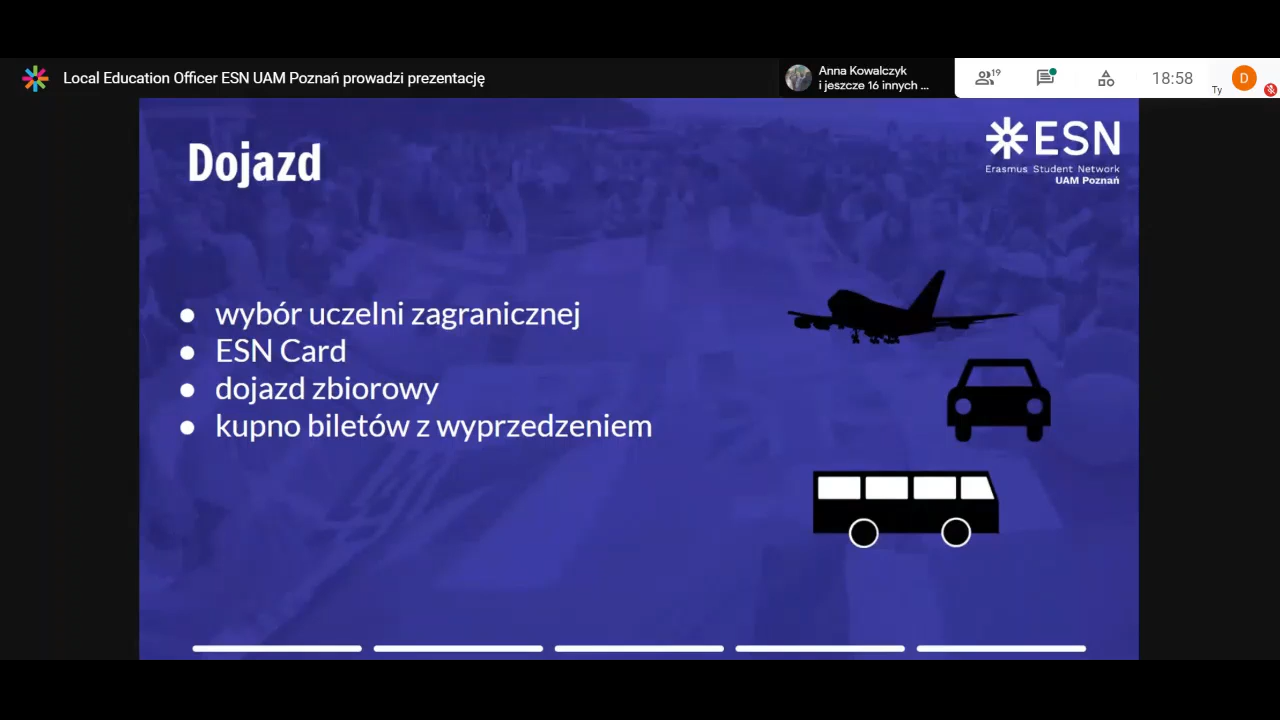 Local Education Officer ESN UAM Poznań prowadzi prezentację
Anna Kowalczyk
i jeszcze 16 innych ...
19
18:58
Ty
D
Dojazd
ESN
Erasmus Student Network
UAM Poznań
● wybór uczelni zagranicznej
● ESN Card
● dojazd zbiorowy
● kupno biletów z wyprzedzeniem